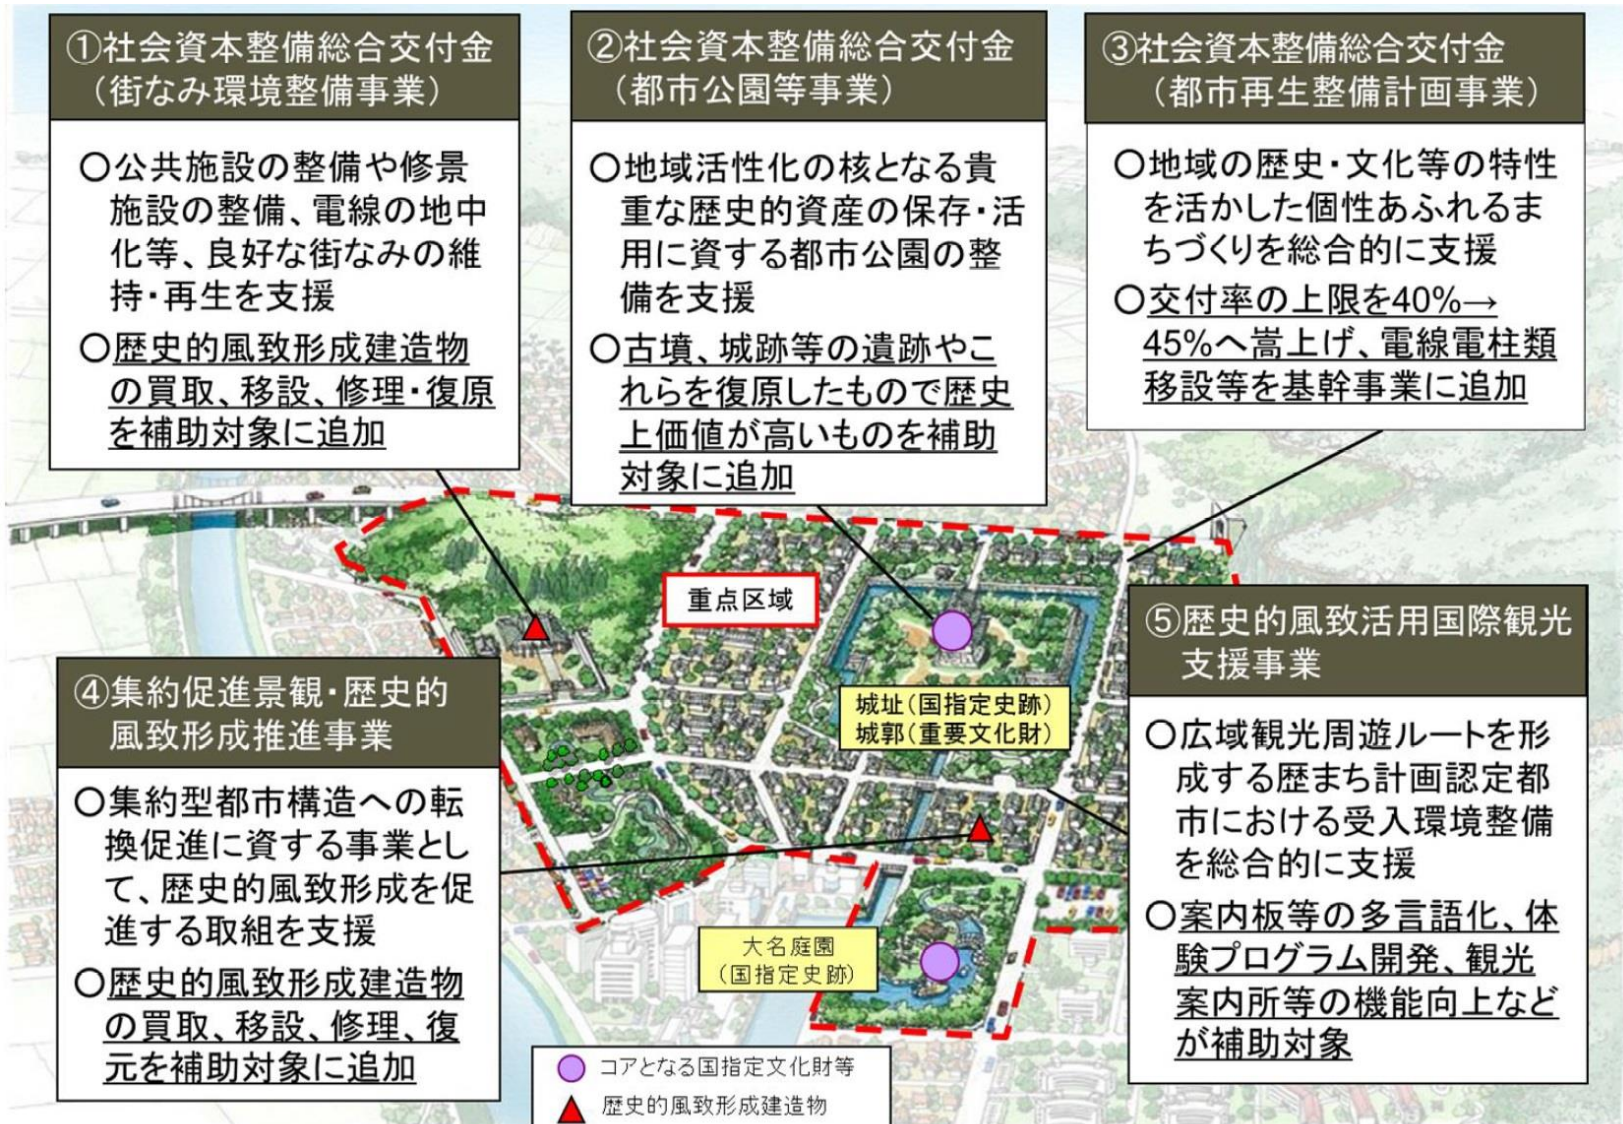 ①社会資本整備総合交付金
（街なみ環境整備事業）
○公共施設の整備や修景
施設の整備、電線の地中
化等、良好な街なみの維
持・再生を支援
○歴史的風致形成建造物
の買取、移設、修理・復原
を補助対象に追加
②社会資本整備総合交付金
（都市公園等事業）
○地域活性化の核となる貴
重な歴史的資産の保存・活
用に資する都市公園の整
備を支援
○古墳、城跡等の遺跡やこ
れらを復原したもので歴史
上価値が高いものを補助
対象に追加
③社会資本整備総合交付金
（都市再生整備計画事業）
○地域の歴史・文化等の特性
を活かした個性あふれるま
ちづくりを総合的に支援
○交付率の上限を40%→
45%へ嵩上げ、電線電柱類
移設等を基幹事業に追加
重点区域
城址（国指定史跡）
城郭（重要文化財）
④集約促進景観・歴史的
風致形成推進事業
○集約型都市構造への転
換促進に資する事業とし
て、歴史的風致形成を促
進する取組を支援
○歴史的風致形成建造物
の買取、移設、修理、復
元を補助対象に追加
⑤歴史的風致活用国際観光
支援事業
○広域観光周遊ルートを形
成する歴まち計画認定都
市における受入環境整備
を総合的に支援
○案内板等の多言語化、体
験プログラム開発、観光
案内所等の機能向上など
が補助対象
大名庭園
（国指定史跡）
コアとなる国指定文化財等
歴史的風致形成建造物